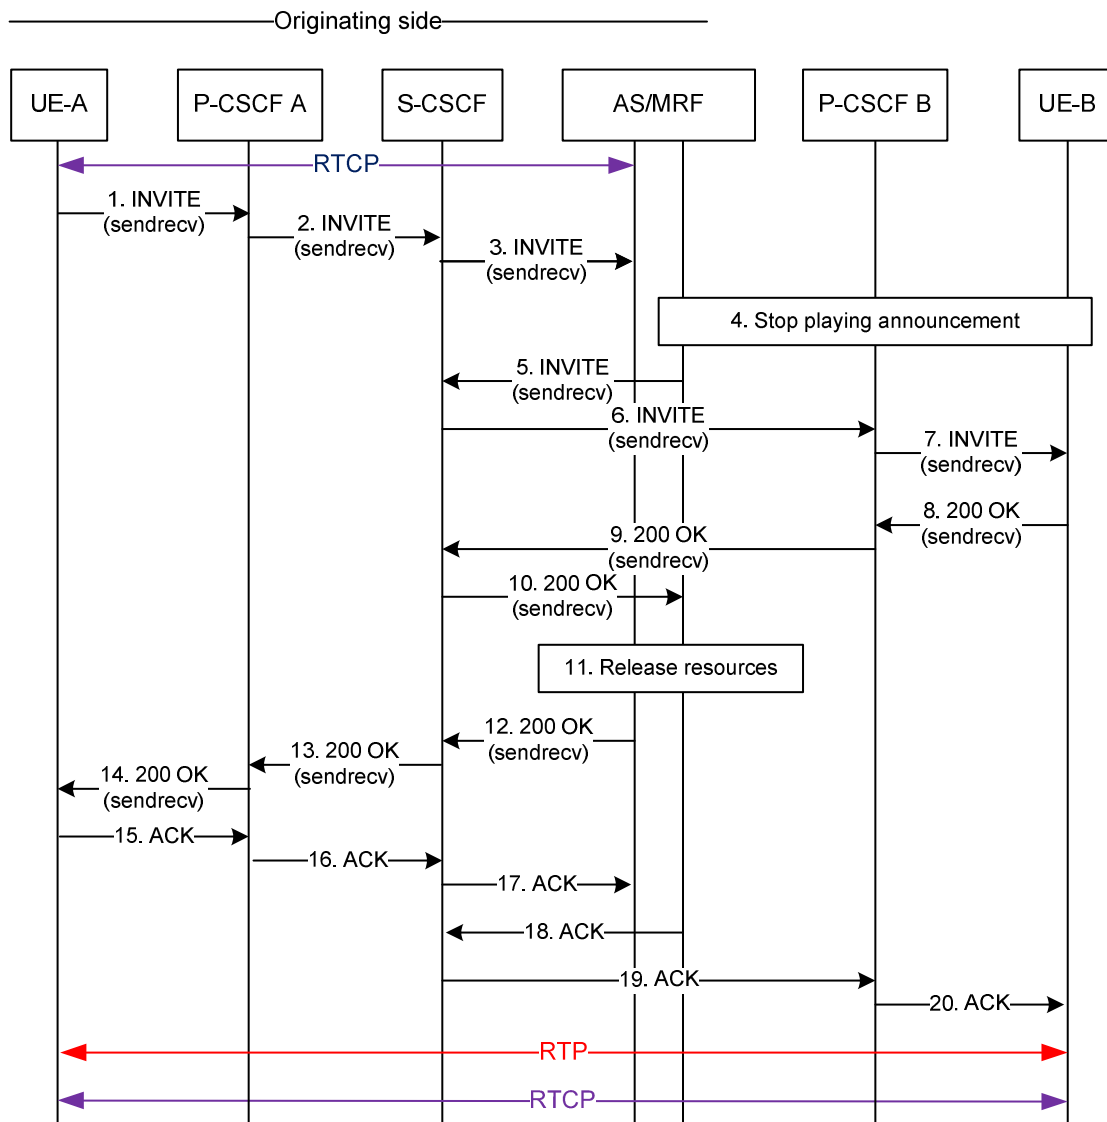 Originating side
UE-A
P-CSCF A
S-CSCF
AS/MRF
P-CSCF B
UE-B
RTCP
1. INVITE
(sendrecv)
2. INVITE
(sendrecv)
3. INVITE
(sendrecv)
4. Stop playing announcement
5. INVITE
(sendrecv)
6. INVITE
(sendrecv)
7. INVITE
(sendrecv)
8. 200 OK
(sendrecv)
9. 200 OK
(sendrecv)
10. 200 OK
(sendrecv)
11. Release resources
12. 200 OK
(sendrecv)
13. 200 OK
(sendrecv)
14. 200 OK
(sendrecv)
15. ACK
16. ACK
17. ACK
18. ACK
19. ACK
20. ACK
RTP
RTCP